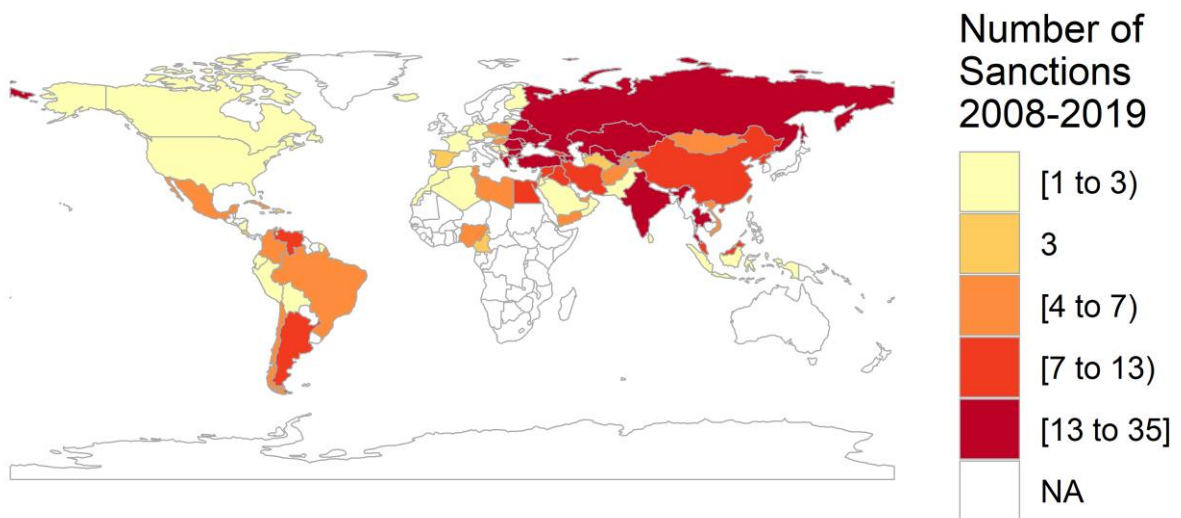 Number of
Sanctions
2008-2019
[1 to 3)
3
[4 to 7)
[7 to 13)
[13 to 35]
NA